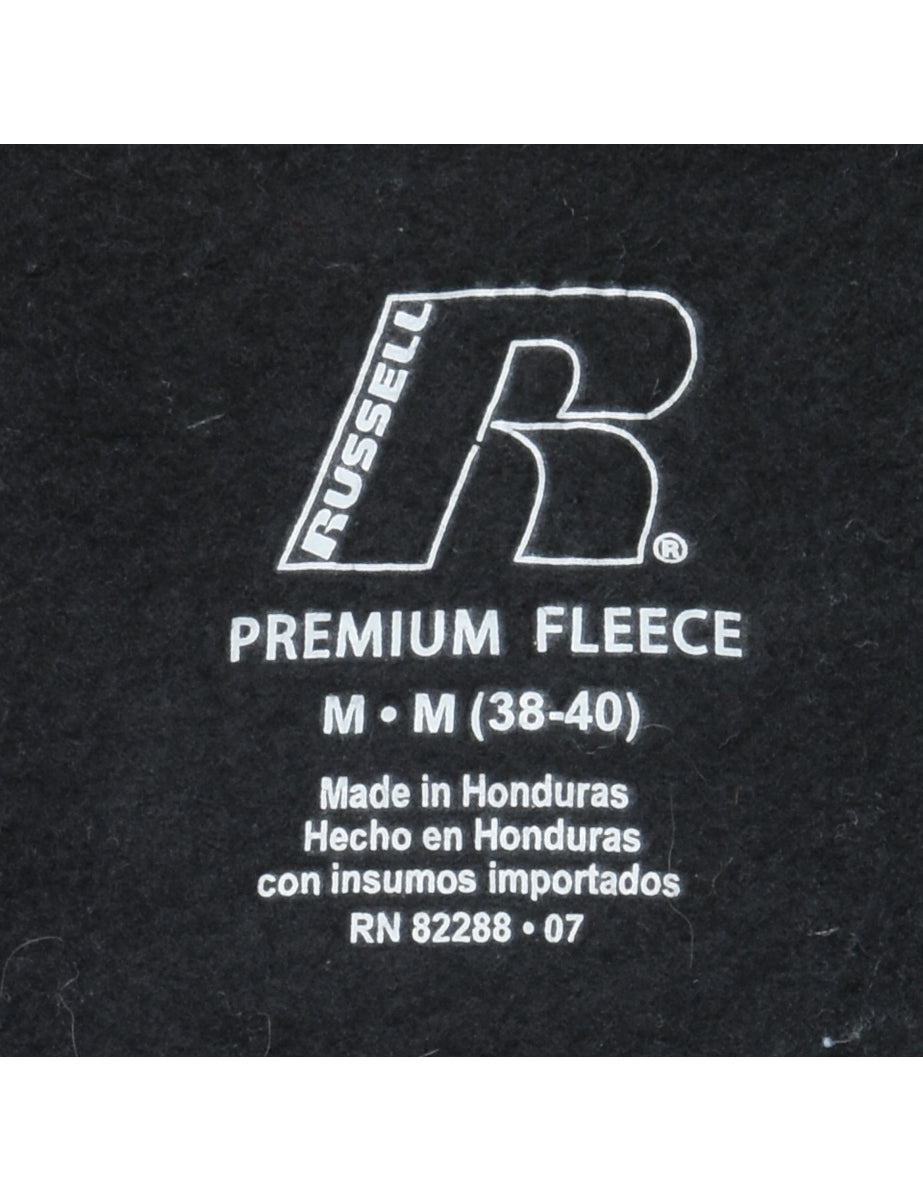 RUSSELL
®
PREMIUM FLEECE
M • M (38-40)
Made in Honduras
Hecho en Honduras
con insumos importados
RN 82288 • 07